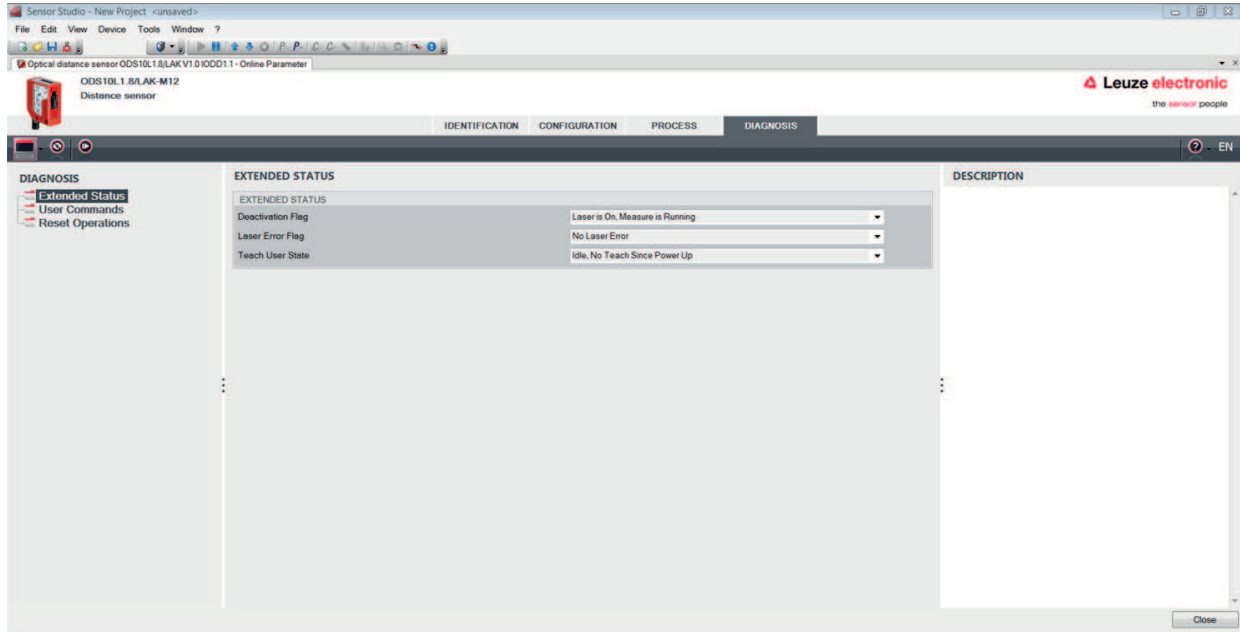 Sensor Studio - New Project <unsaved>
File Edit View Device Tools Window ?
Optical distance sensor ODS10L1.8/LAK V1.0 IODD1.1 - Online Parameter
ODS10L1.8/LAK-M12
Distance sensor
Leuze electronic
the sensor people
IDENTIFICATION CONFIGURATION PROCESS DIAGNOSIS
EN
DIAGNOSIS
Extended Status
User Commands
Reset Operations
EXTENDED STATUS
EXTENDED STATUS
Deactivation Flag Laser is On, Measure is Running
Laser Error Flag No Laser Error
Teach User State Idle, No Teach Since Power Up
DESCRIPTION
Close